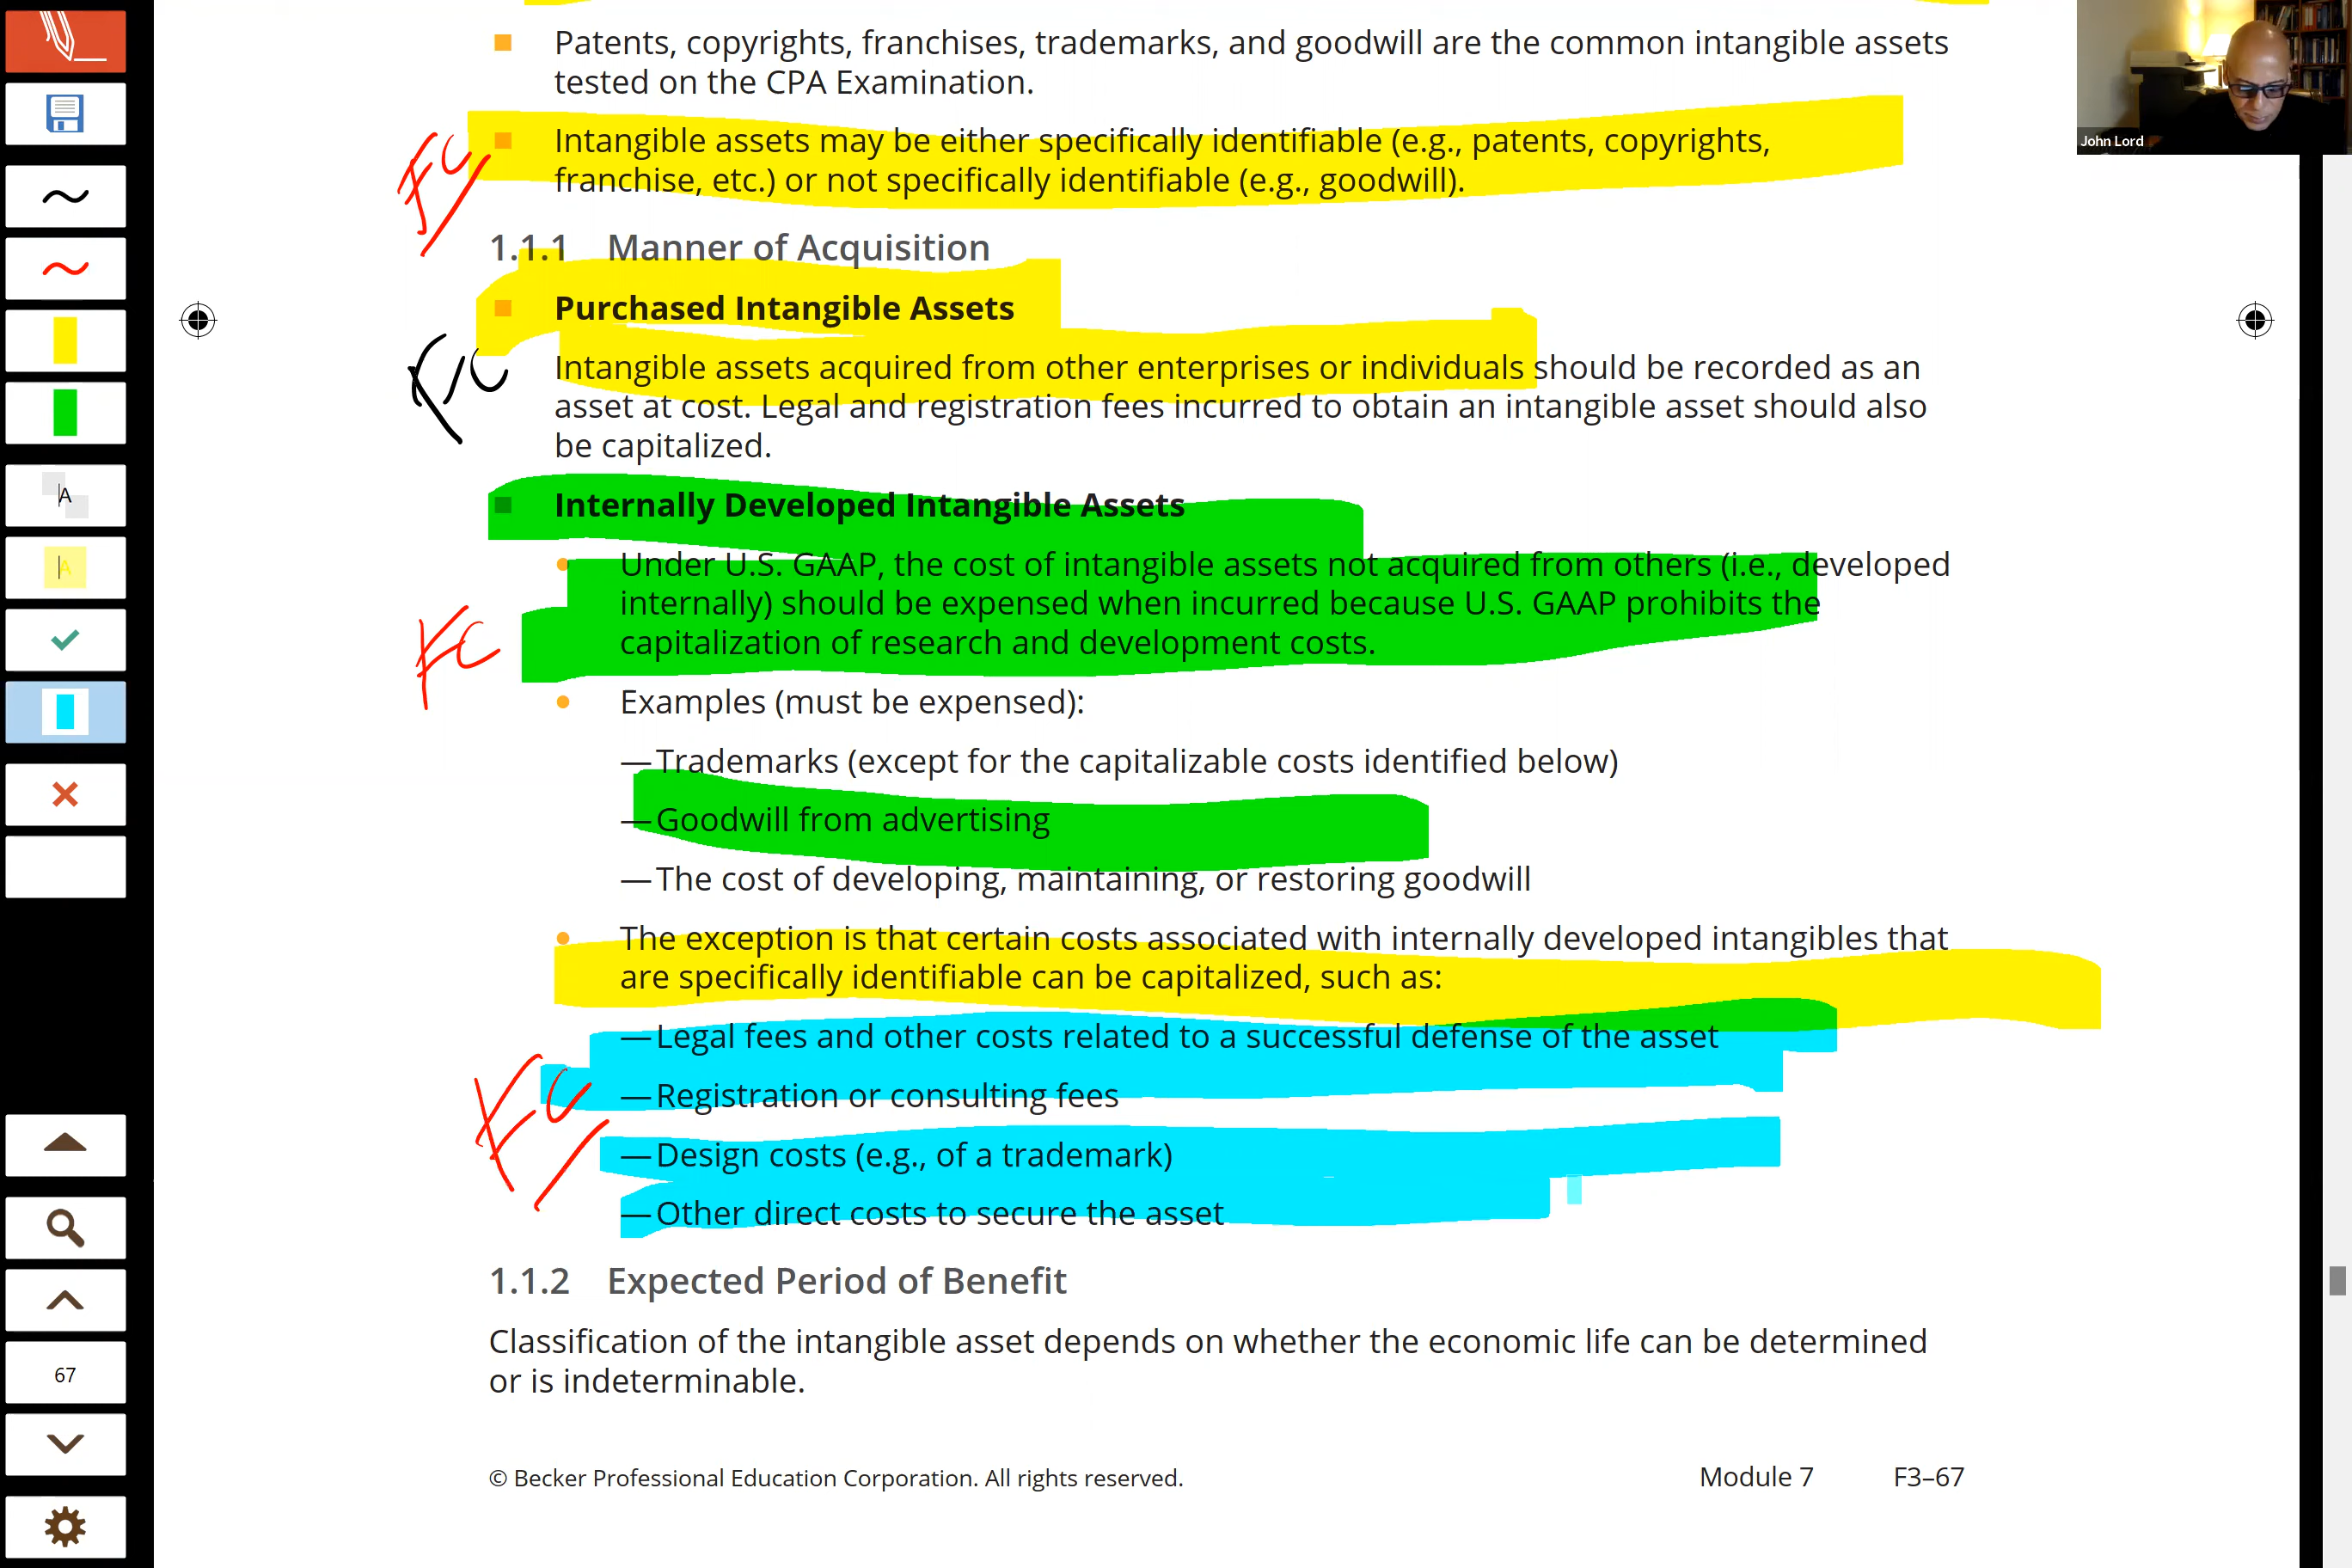 Patents, copyrights, franchises, trademarks, and goodwill are the common intangible assets
tested on the CPA Examination.
Intangible assets may be either specifically identifiable (e.g., patents, copyrights,
franchise, etc.) or not specifically identifiable (e.g., goodwill).
FC
1.1.1 Manner of Acquisition
Purchased Intangible Assets
Intangible assets acquired from other enterprises or individuals should be recorded as an
asset at cost. Legal and registration fees incurred to obtain an intangible asset should also
be capitalized.
FC
Internally Developed Intangible Assets
Under U.S. GAAP, the cost of intangible assets not acquired from others (i.e., developed
internally) should be expensed when incurred because U.S. GAAP prohibits the
capitalization of research and development costs.
FC
Examples (must be expensed):
—Trademarks (except for the capitalizable costs identified below)
—Goodwill from advertising
—The cost of developing, maintaining, or restoring goodwill
The exception is that certain costs associated with internally developed intangibles that
are specifically identifiable can be capitalized, such as:
—Legal fees and other costs related to a successful defense of the asset
—Registration or consulting fees
FC
—Design costs (e.g., of a trademark)
—Other direct costs to secure the asset
1.1.2 Expected Period of Benefit
Classification of the intangible asset depends on whether the economic life can be determined
or is indeterminable.
© Becker Professional Education Corporation. All rights reserved.
Module 7 F3–67
John Lord
A
A
67